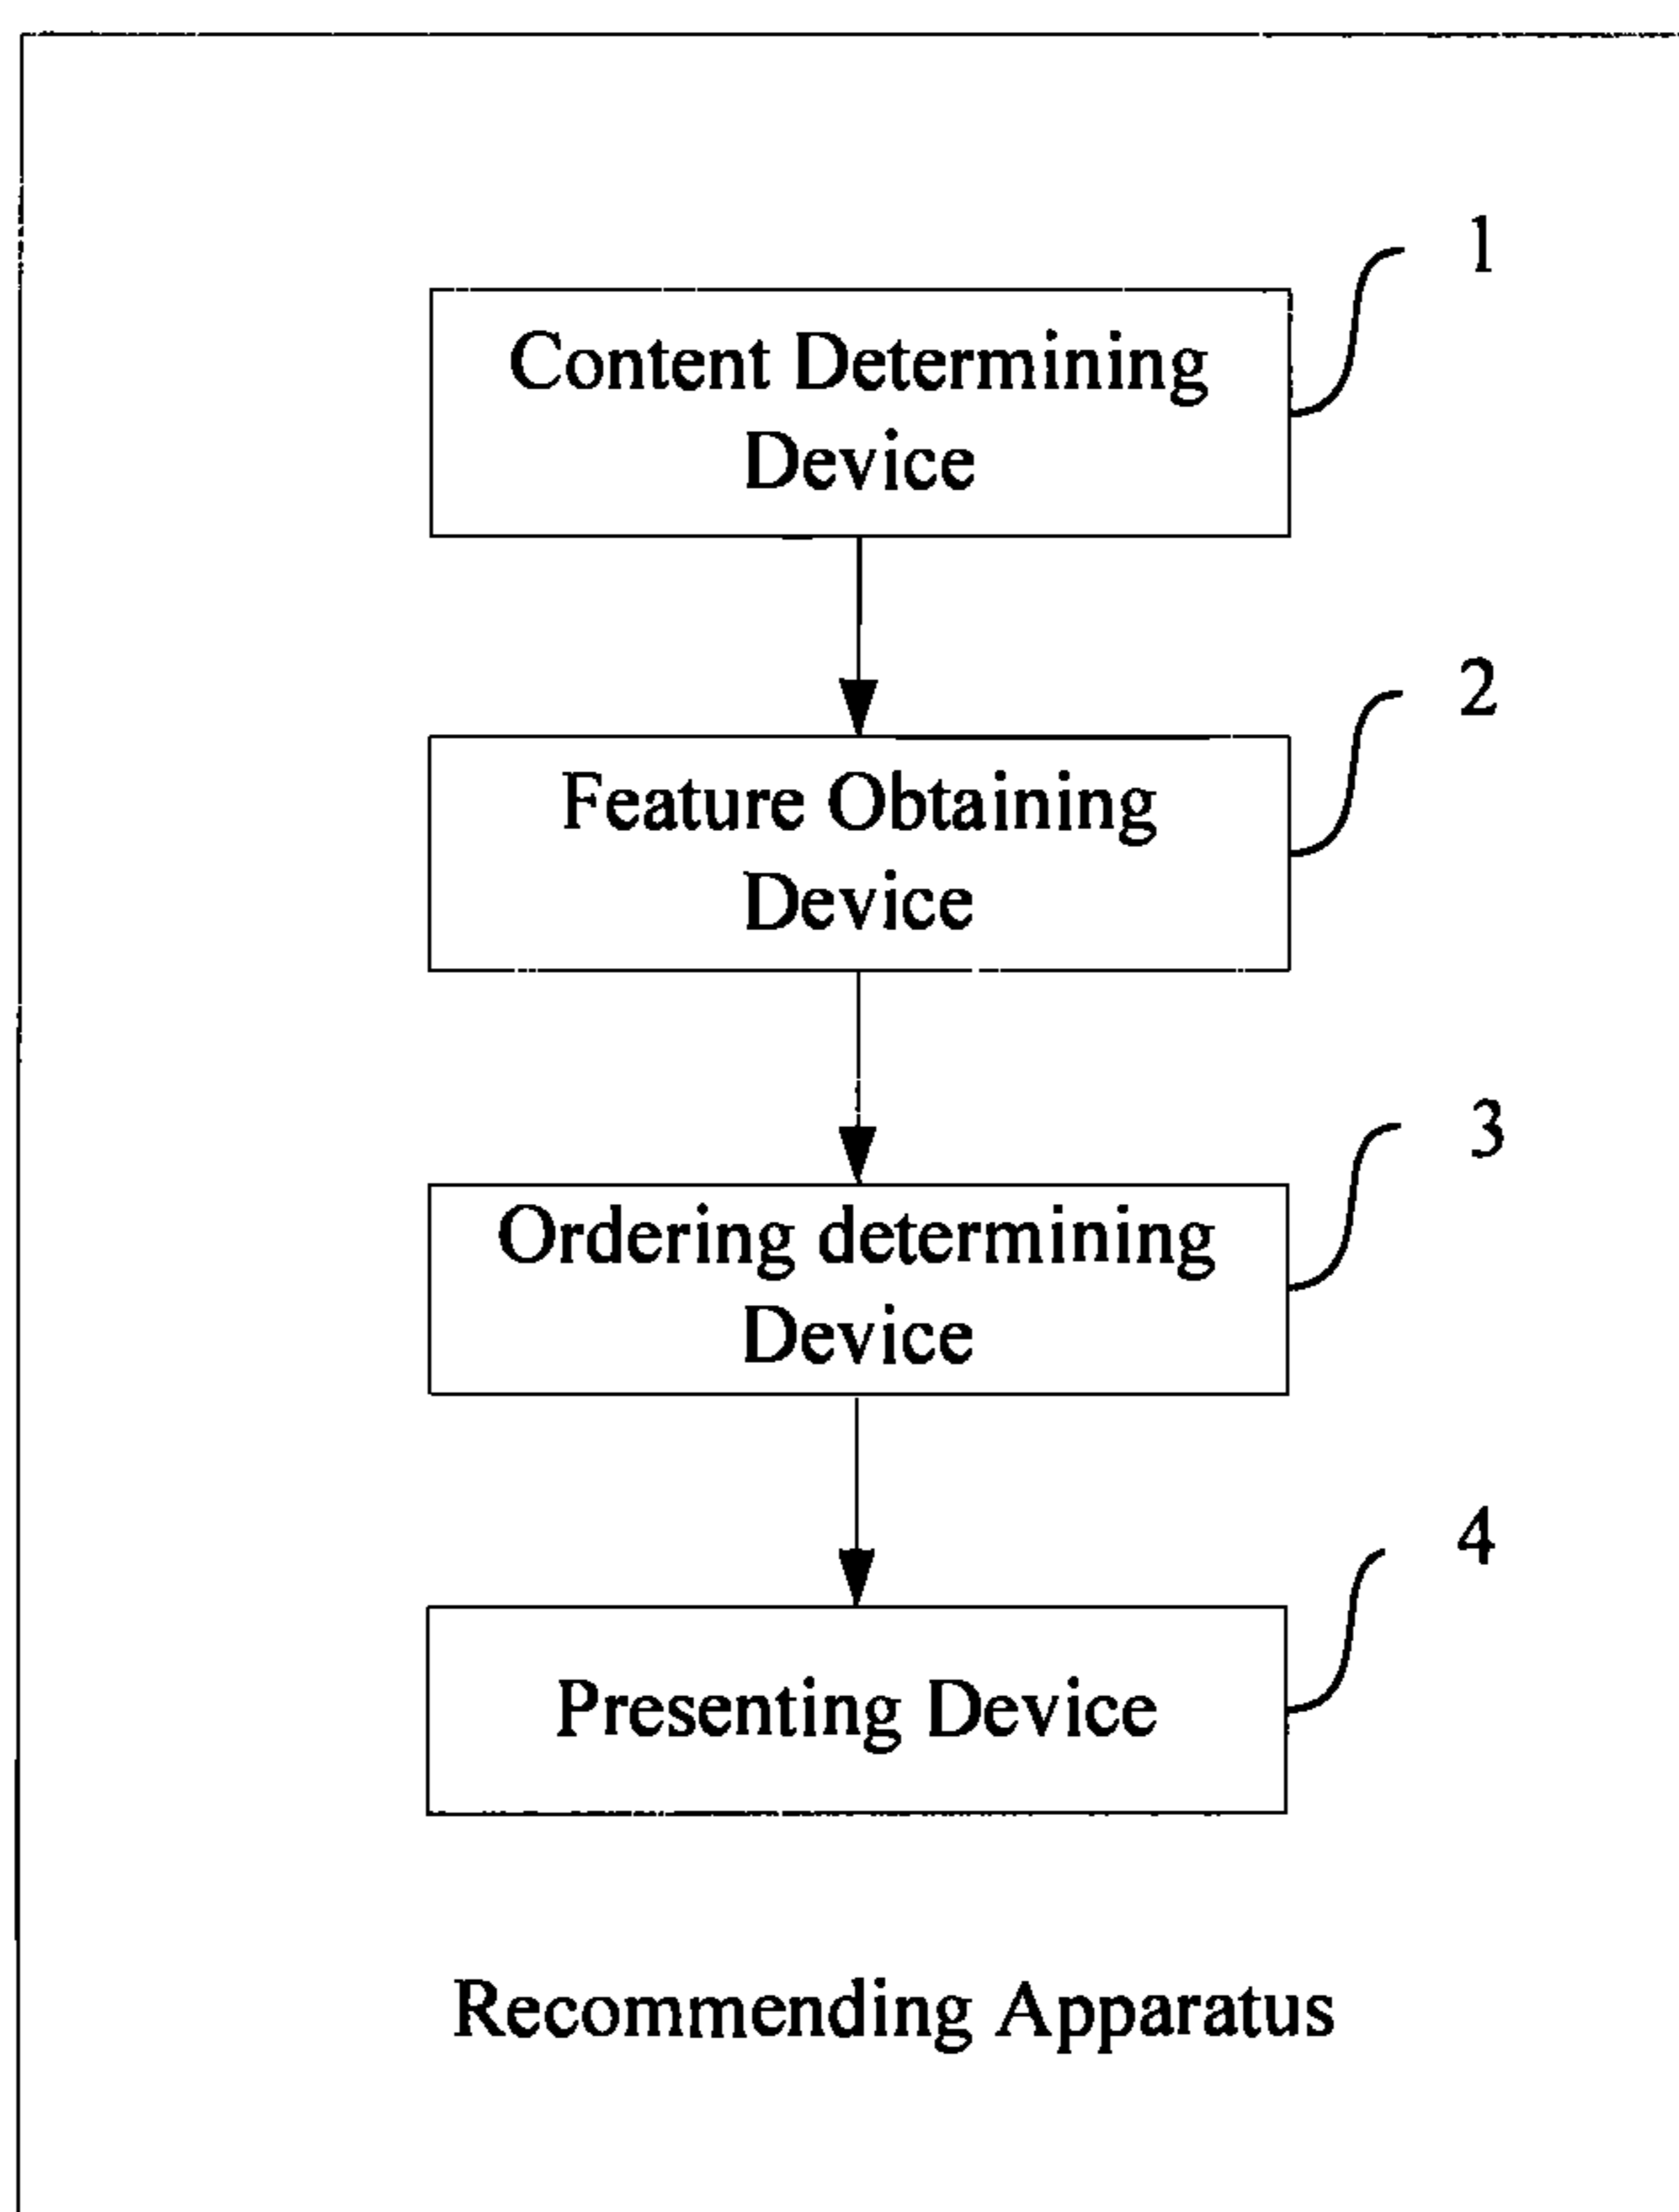 1
Content Determining
Device
2
Feature Obtaining
Device
3
Ordering determining
Device
4
Presenting Device
Recommending Apparatus